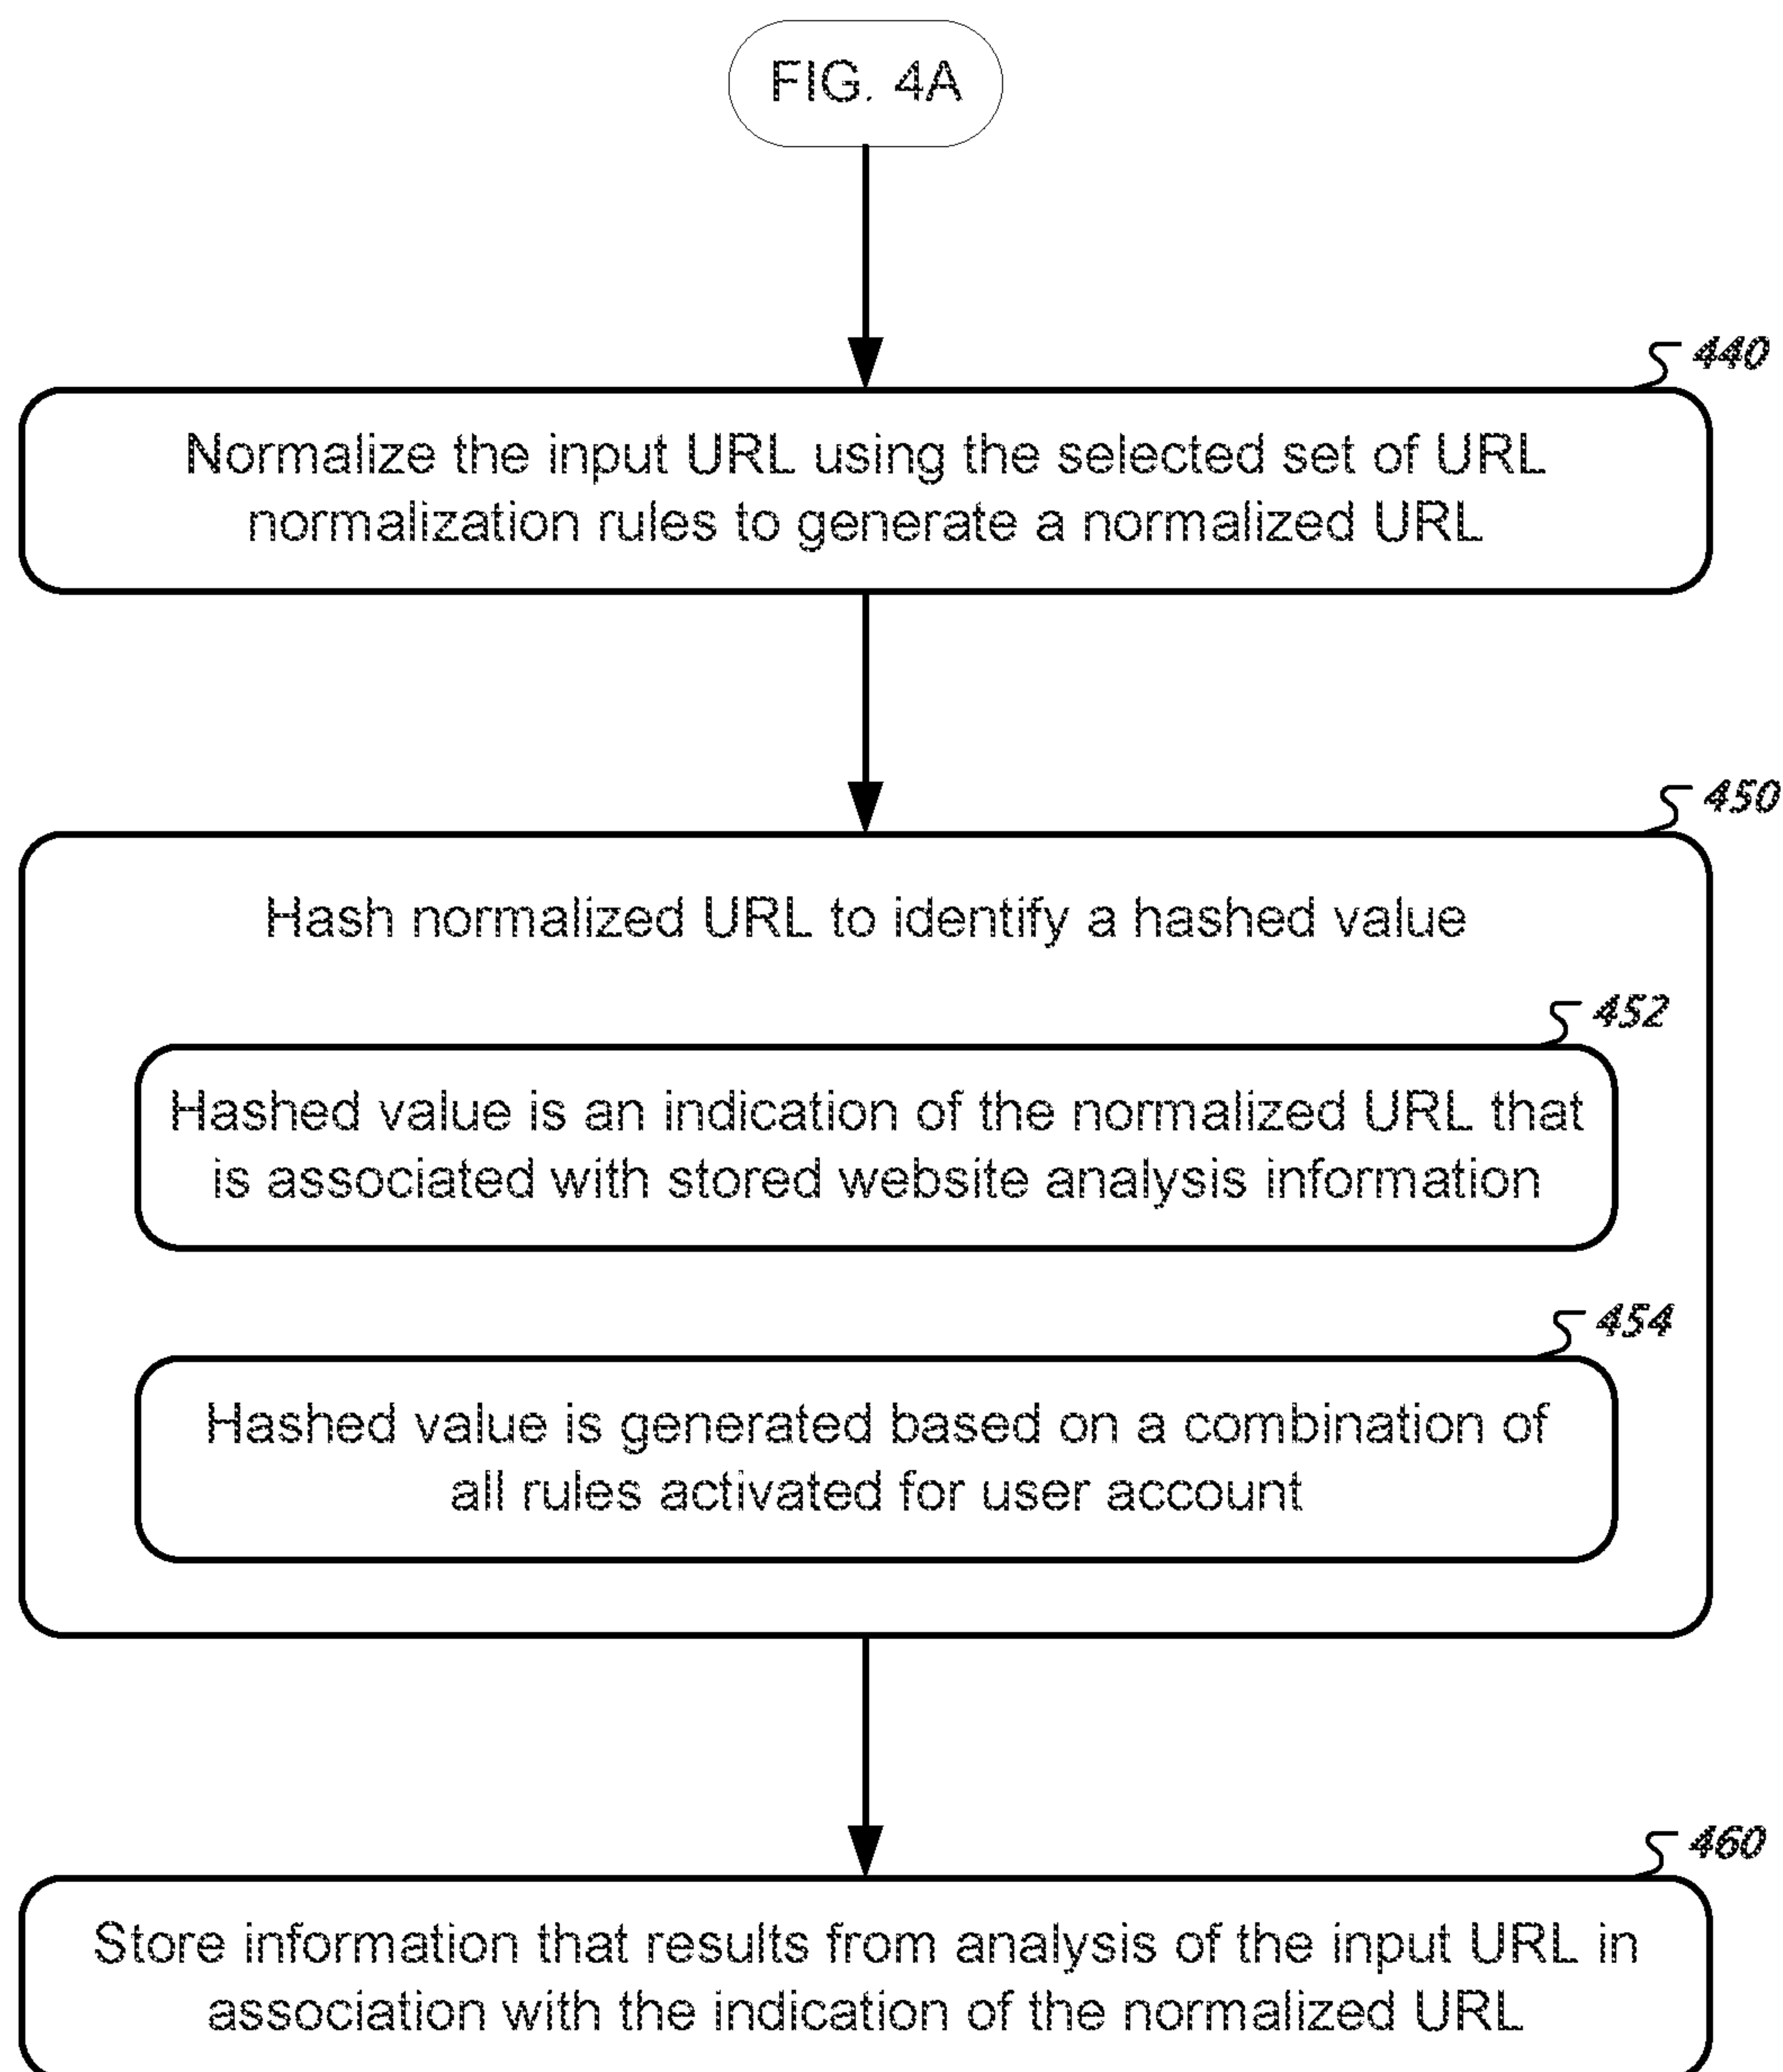 FIG. 4A
440
Normalize the input URL using the selected set of URL
normalization rules to generate a normalized URL
450
Hash normalized URL to identify a hashed value
452
Hashed value is an indication of the normalized URL that
is associated with stored website analysis information
454
Hashed value is generated based on a combination of
all rules activated for user account
460
Store information that results from analysis of the input URL in
association with the indication of the normalized URL